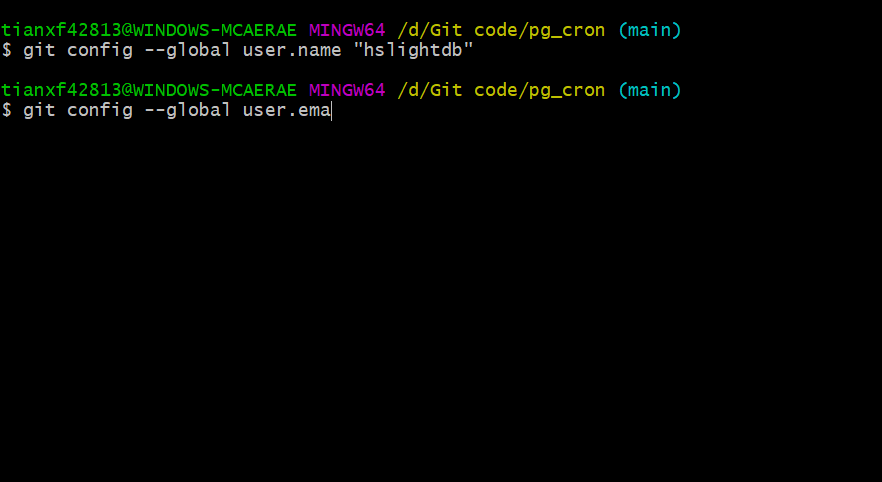 tianxf42813@WINDOWS-MCAERAE MINGW64 /d/Git code/pg_cron (main)
$ git config --global user.name "hslightdb"
tianxf42813@WINDOWS-MCAERAE MINGW64 /d/Git code/pg_cron (main)
$ git config --global user.ema